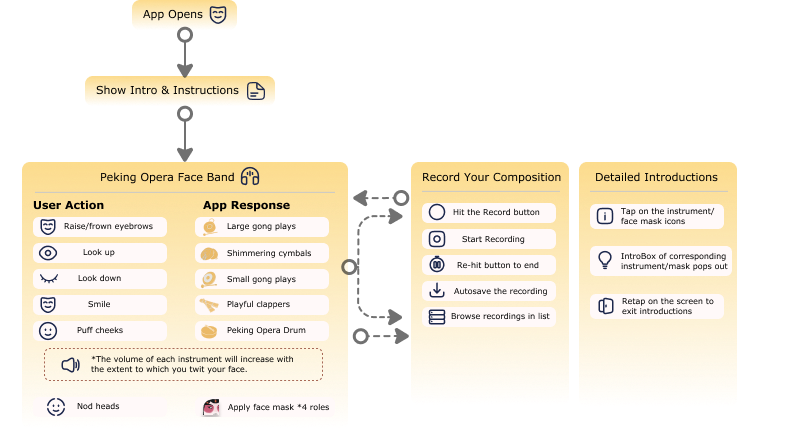 App Opens
Show Intro & Instructions
Peking Opera Face Band
User Action
App Response
Raise/frown eyebrows
Large gong plays
Look up
Shimmering cymbals
Look down
Small gong plays
Smile
Playful clappers
Puff cheeks
Peking Opera Drum
*The volume of each instrument will increase with
the extent to which you twit your face.
Nod heads
Apply face mask *4 roles
Record Your Composition
Hit the Record button
Start Recording
Re-hit button to end
Autosave the recording
Browse recordings in list
Detailed Introductions
Tap on the instrument/
face mask icons
IntroBox of corresponding
instrument/mask pops out
Retap on the screen to
exit introductions